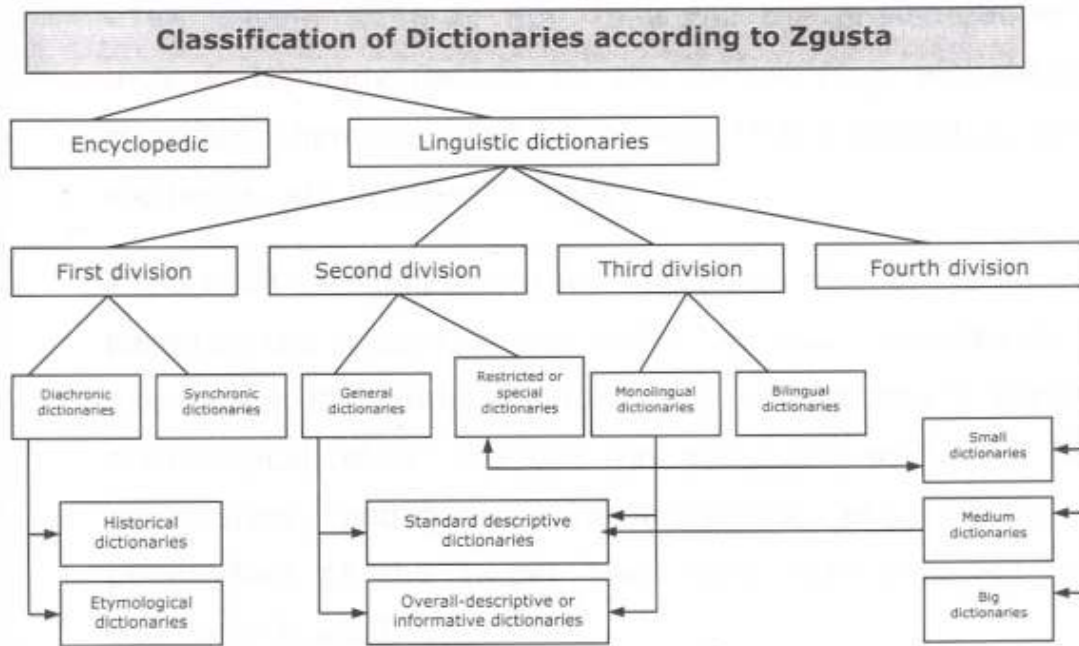 Classification of Dictionaries according to Zgusta
Encyclopedic
Linguistic dictionaries
First division
Second division
Third division
Fourth division
Diachronic
dictionaries
Synchronic
dictionaries
General
dictionaries
Restricted or
special
dictionaries
Monolingual
dictionaries
Bilingual
dictionaries
Small
dictionaries
Historical
dictionaries
Standard descriptive
dictionaries
Medium
dictionaries
Etymological
dictionaries
Overall-descriptive or
informative dictionaries
Big
dictionaries